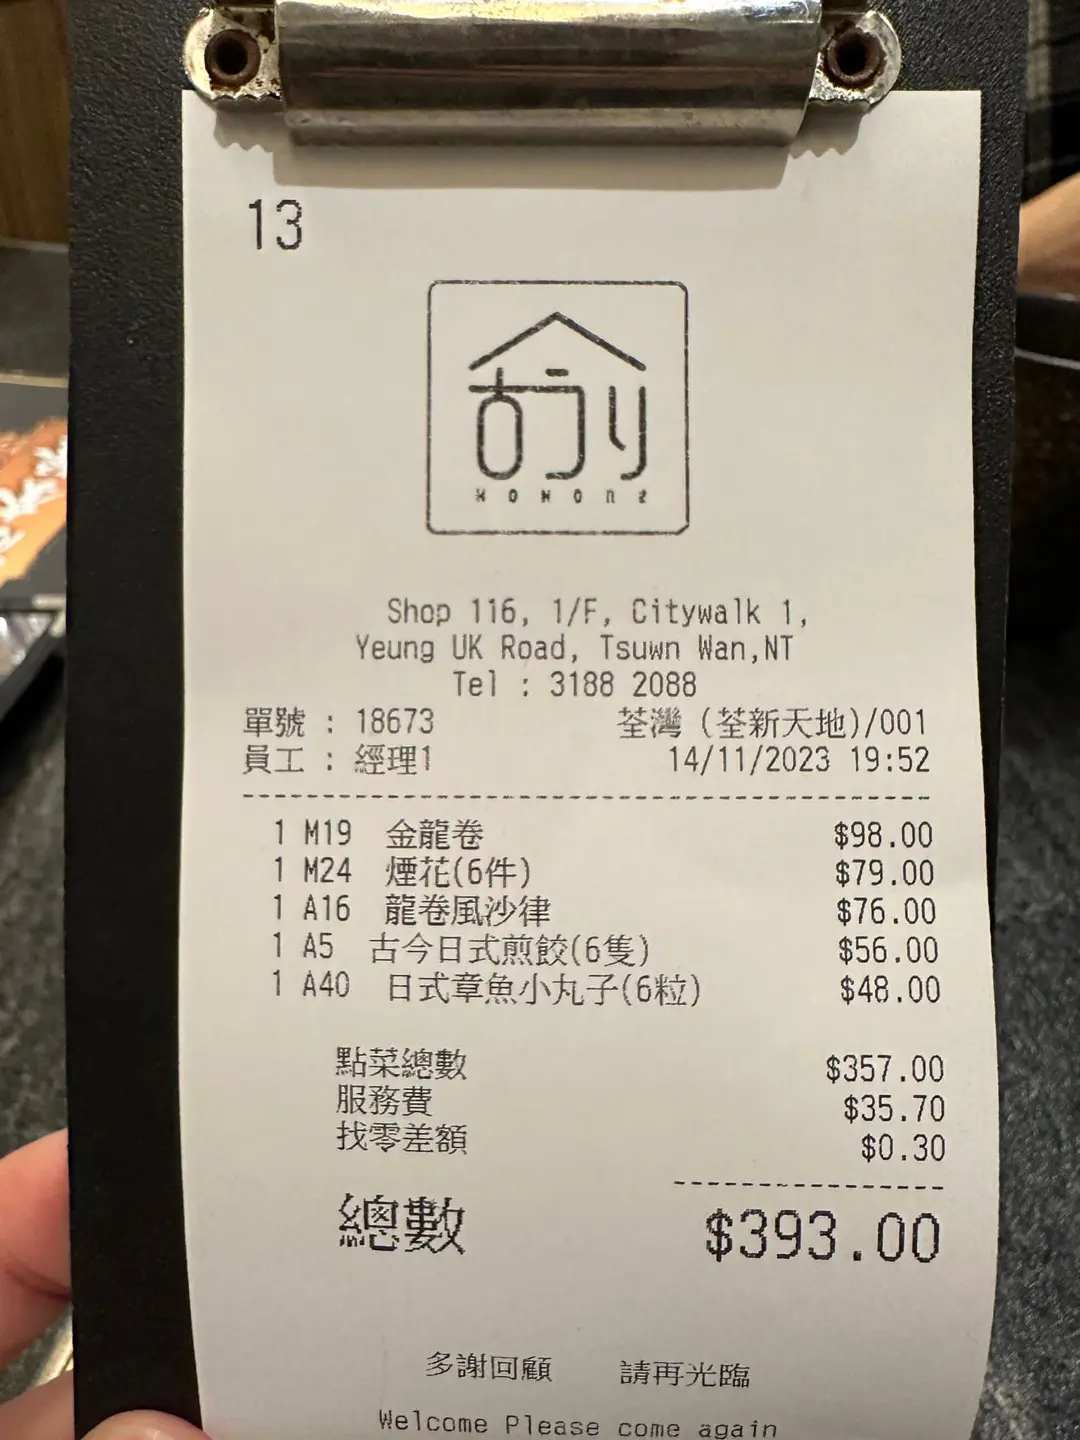 13
Shop 116, 1/F, Citywalk 1,
Yeung UK Road, Tsuwn Wan,NT
Tel : 3188 2088
單號 : 18673 荃灣 (荃新天地)/001
員工 : 經理1 14/11/2023 19:52
1 M19 金龍卷 $98.00
1 M24 煙花(6件) $79.00
1 A16 龍卷風沙律 $76.00
1 A5 古今日式煎餃(6隻) $56.00
1 A40 日式章魚小丸子(6粒) $48.00
點菜總數 $357.00
服務費 $35.70
找零差額 $0.30
總數 $393.00
多謝回顧 請再光臨
Welcome Please come again